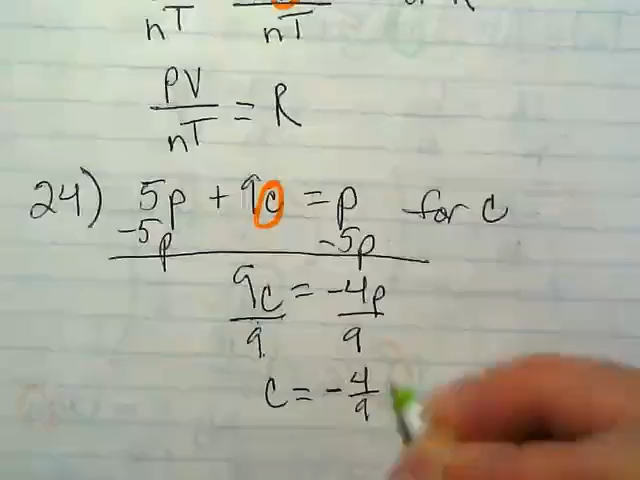 nT nT
PV/nT = R
24) 5p + 9c = p for c
-5p -5p
9c = -4p
9 9
c = -4/9